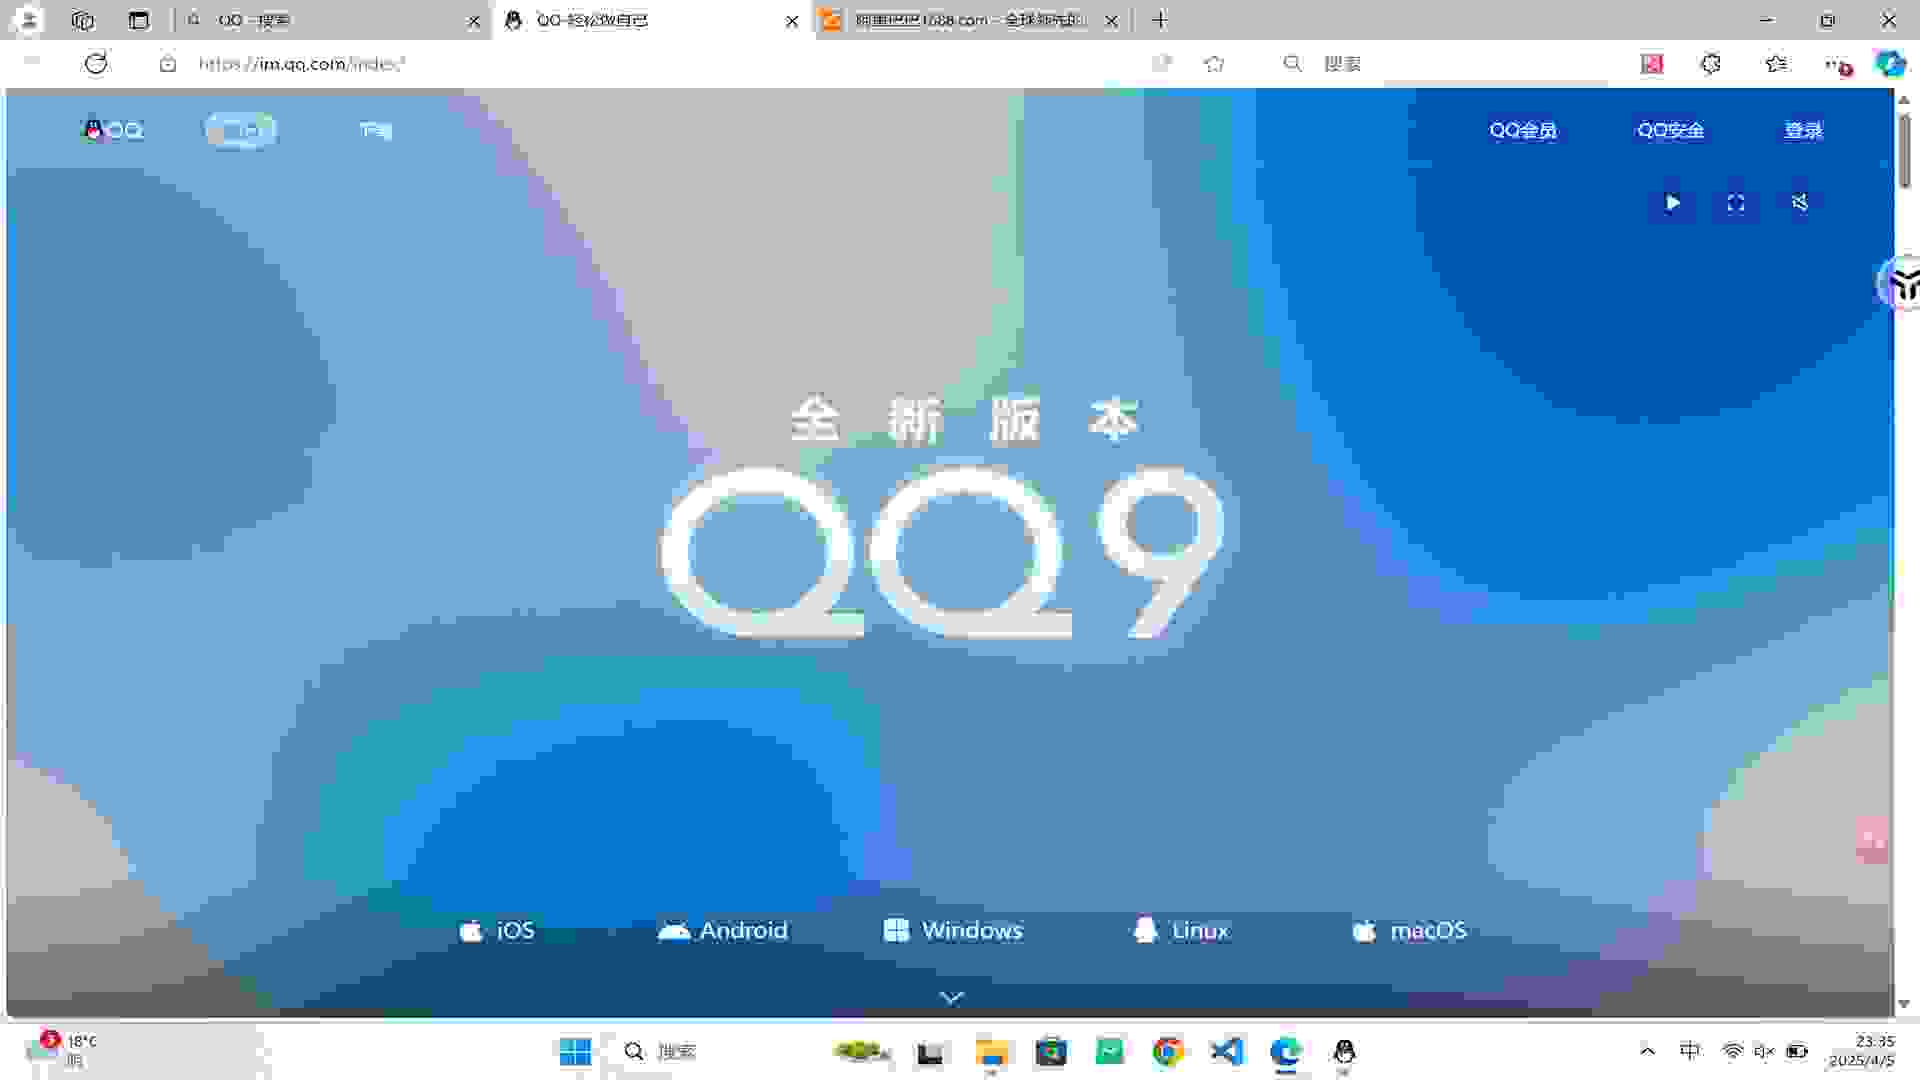 QQ - 搜索
QQ-轻松做自己
阿里巴巴1688.com - 全球领先的...
https://im.qq.com/index/
搜索
QQ
下载
QQ会员
QQ安全
登录
全新版本
QQ9
iOS
Android
Windows
Linux
macOS
18°C
搜索
中
23:35
2025/4/5